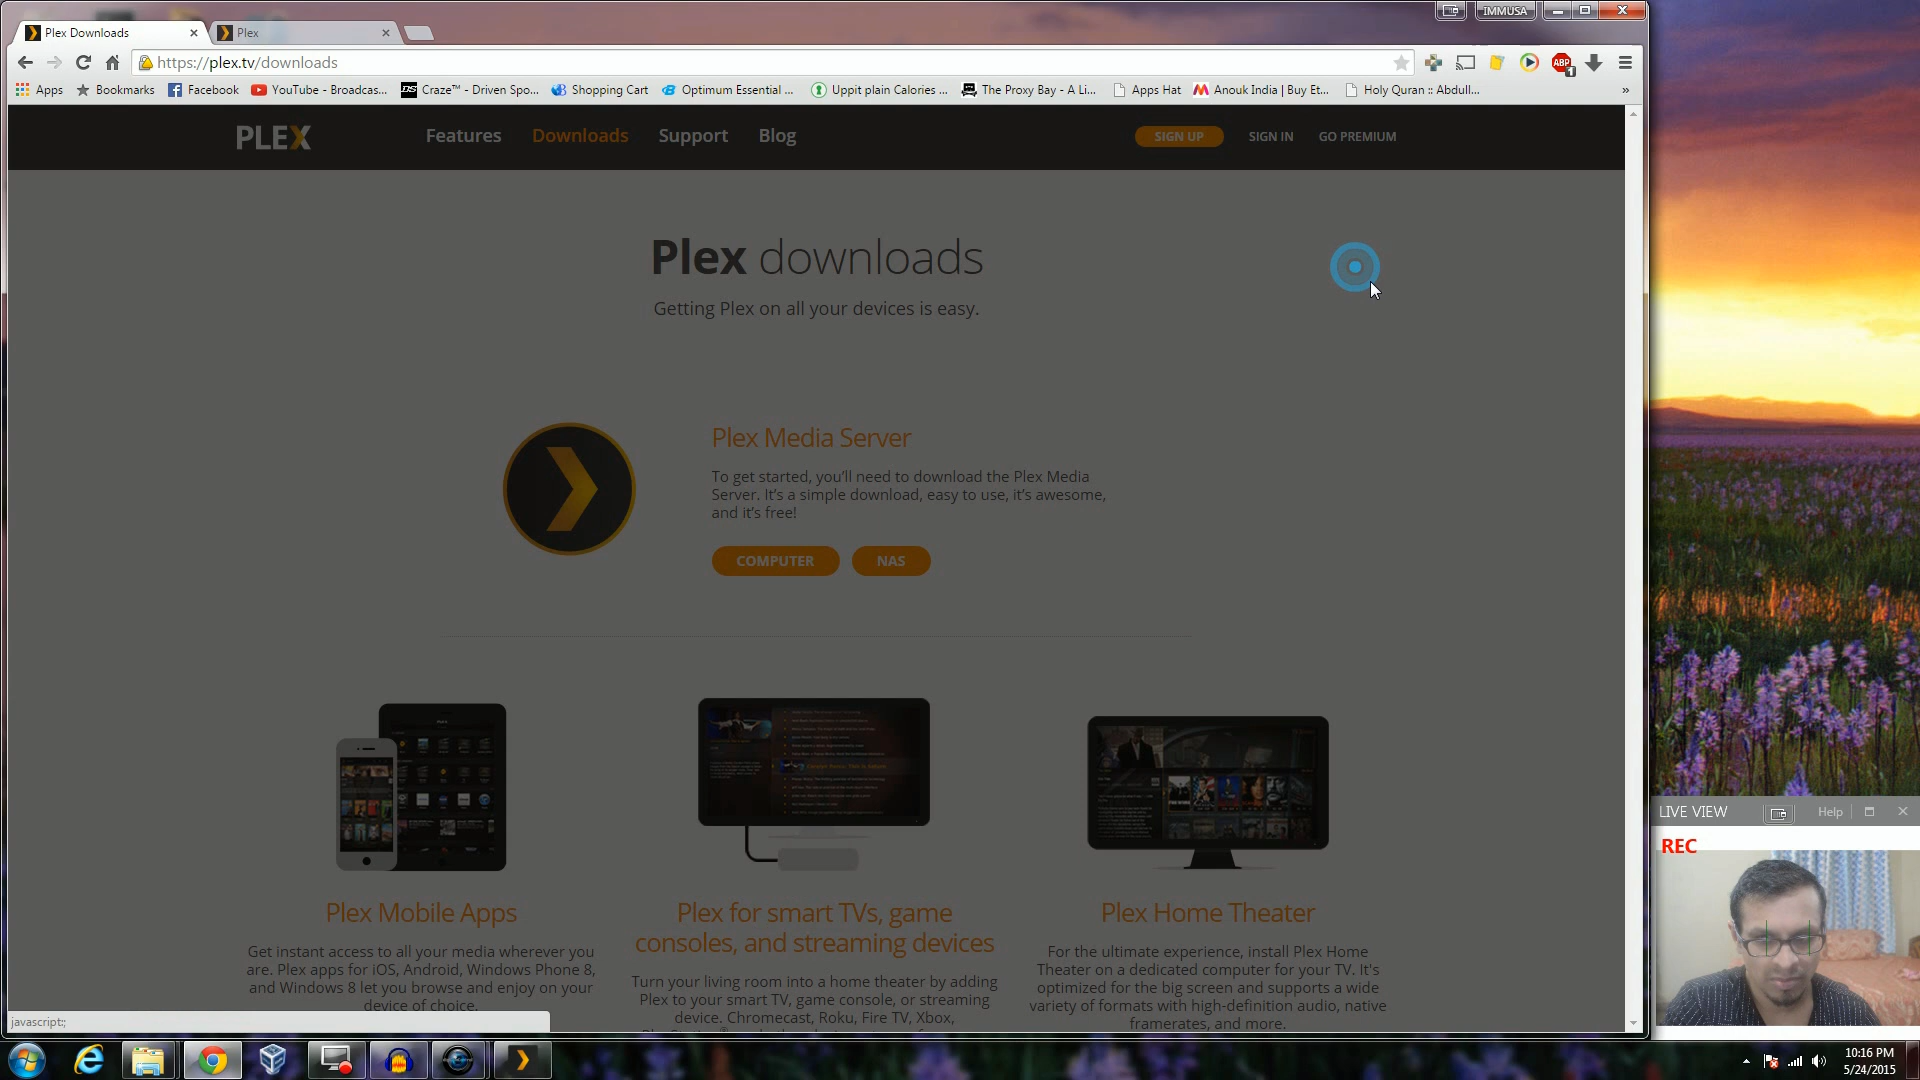 IMMUSA
Plex Downloads
Plex
https://plex.tv/downloads
Apps
Bookmarks
Facebook
YouTube - Broadcas...
Craze™ - Driven Spo...
Shopping Cart
Optimum Essential ...
Uppit plain Calories ...
The Proxy Bay - A Li...
Apps Hat
Anouk India | Buy Et...
Holy Quran :: Abdull...
»
ABP
1
PLEX
Features
Downloads
Support
Blog
SIGN UP
SIGN IN
GO PREMIUM
Plex downloads
Getting Plex on all your devices is easy.
Plex Media Server
To get started, you'll need to download the Plex Media
Server. It's a simple download, easy to use, it's awesome,
and it's free!
COMPUTER
NAS
Plex Mobile Apps
Get instant access to all your media wherever you
are. Plex apps for iOS, Android, Windows Phone 8,
and Windows 8 let you browse and enjoy on your
device of choice.
Plex for smart TVs, game
consoles, and streaming devices
Turn your living room into a home theater by adding
Plex to your smart TV, game console, or streaming
device. Chromecast, Roku, Fire TV, Xbox,
Plex Home Theater
For the ultimate experience, install Plex Home
Theater on a dedicated computer for your TV. It's
optimized for the big screen and supports a wide
variety of formats with high-definition audio, native
framerates, and more.
javascript:;
LIVE VIEW
Help
REC
10:16 PM
5/24/2015